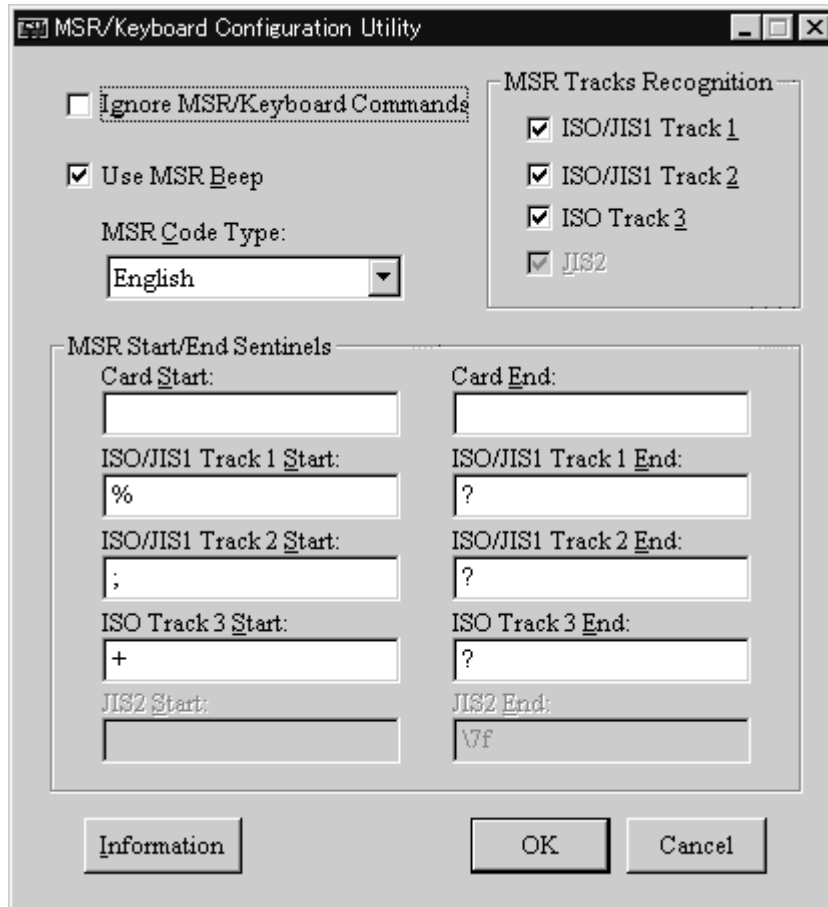 MSR/Keyboard Configuration Utility
Ignore MSR/Keyboard Commands
Use MSR Beep
MSR Code Type:
English
MSR Tracks Recognition
ISO/JIS1 Track 1
ISO/JIS1 Track 2
ISO Track 3
JIS2
MSR Start/End Sentinels
Card Start:
Card End:
ISO/JIS1 Track 1 Start:
ISO/JIS1 Track 1 End:
%
?
ISO/JIS1 Track 2 Start:
ISO/JIS1 Track 2 End:
;
?
ISO Track 3 Start:
ISO Track 3 End:
+
?
JIS2 Start:
JIS2 End:
\7f
Information
OK
Cancel